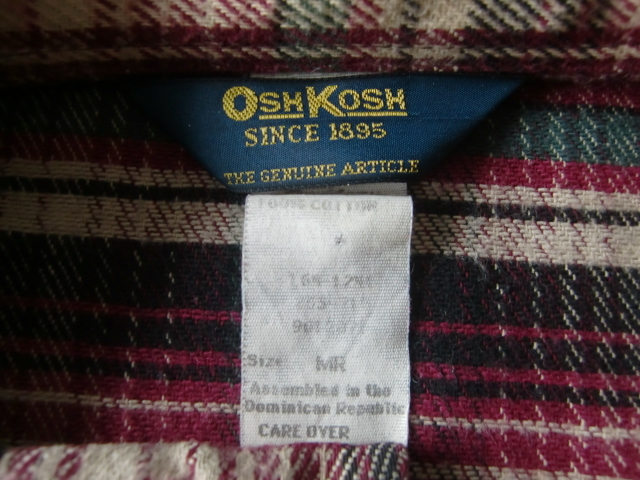 OSHKOSH
SINCE 1895
THE GENUINE ARTICLE
100% COTTON
Size MR
Assembled in the
Dominican Republic
CARE OVER